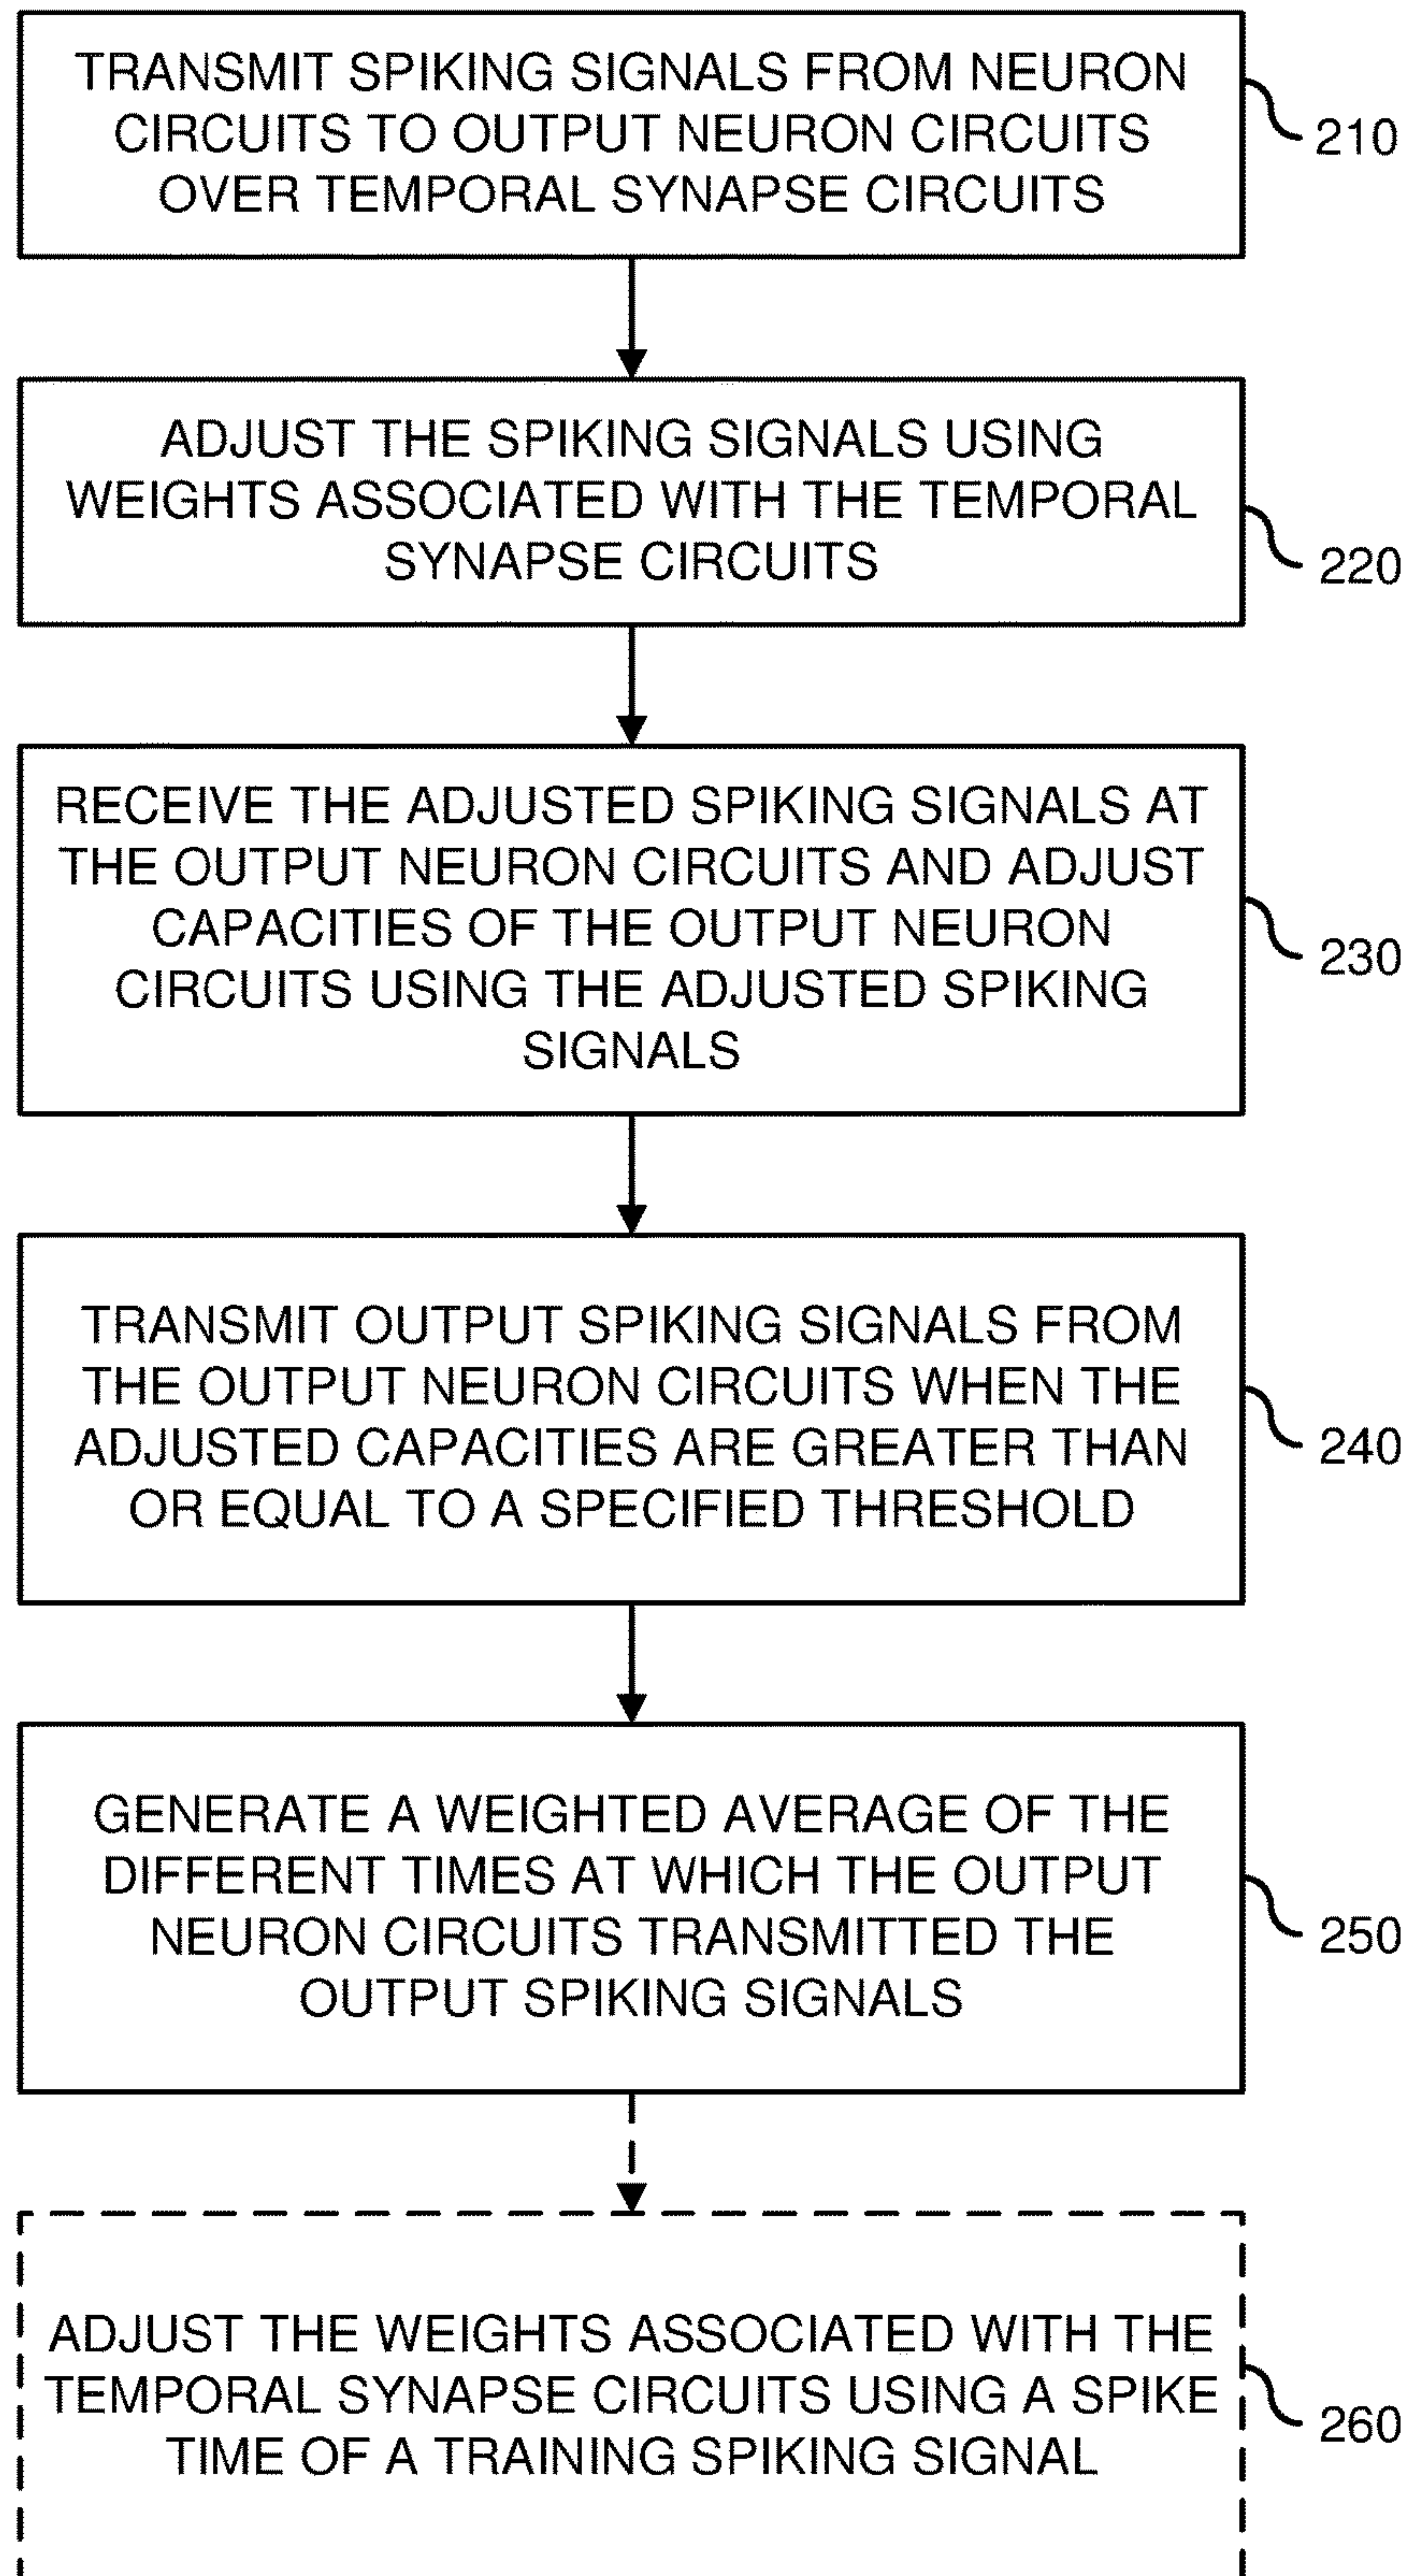 TRANSMIT SPIKING SIGNALS FROM NEURON
CIRCUITS TO OUTPUT NEURON CIRCUITS
OVER TEMPORAL SYNAPSE CIRCUITS
210
ADJUST THE SPIKING SIGNALS USING
WEIGHTS ASSOCIATED WITH THE TEMPORAL
SYNAPSE CIRCUITS
220
RECEIVE THE ADJUSTED SPIKING SIGNALS AT
THE OUTPUT NEURON CIRCUITS AND ADJUST
CAPACITIES OF THE OUTPUT NEURON
CIRCUITS USING THE ADJUSTED SPIKING
SIGNALS
230
TRANSMIT OUTPUT SPIKING SIGNALS FROM
THE OUTPUT NEURON CIRCUITS WHEN THE
ADJUSTED CAPACITIES ARE GREATER THAN
OR EQUAL TO A SPECIFIED THRESHOLD
240
GENERATE A WEIGHTED AVERAGE OF THE
DIFFERENT TIMES AT WHICH THE OUTPUT
NEURON CIRCUITS TRANSMITTED THE
OUTPUT SPIKING SIGNALS
250
ADJUST THE WEIGHTS ASSOCIATED WITH THE
TEMPORAL SYNAPSE CIRCUITS USING A SPIKE
TIME OF A TRAINING SPIKING SIGNAL
260